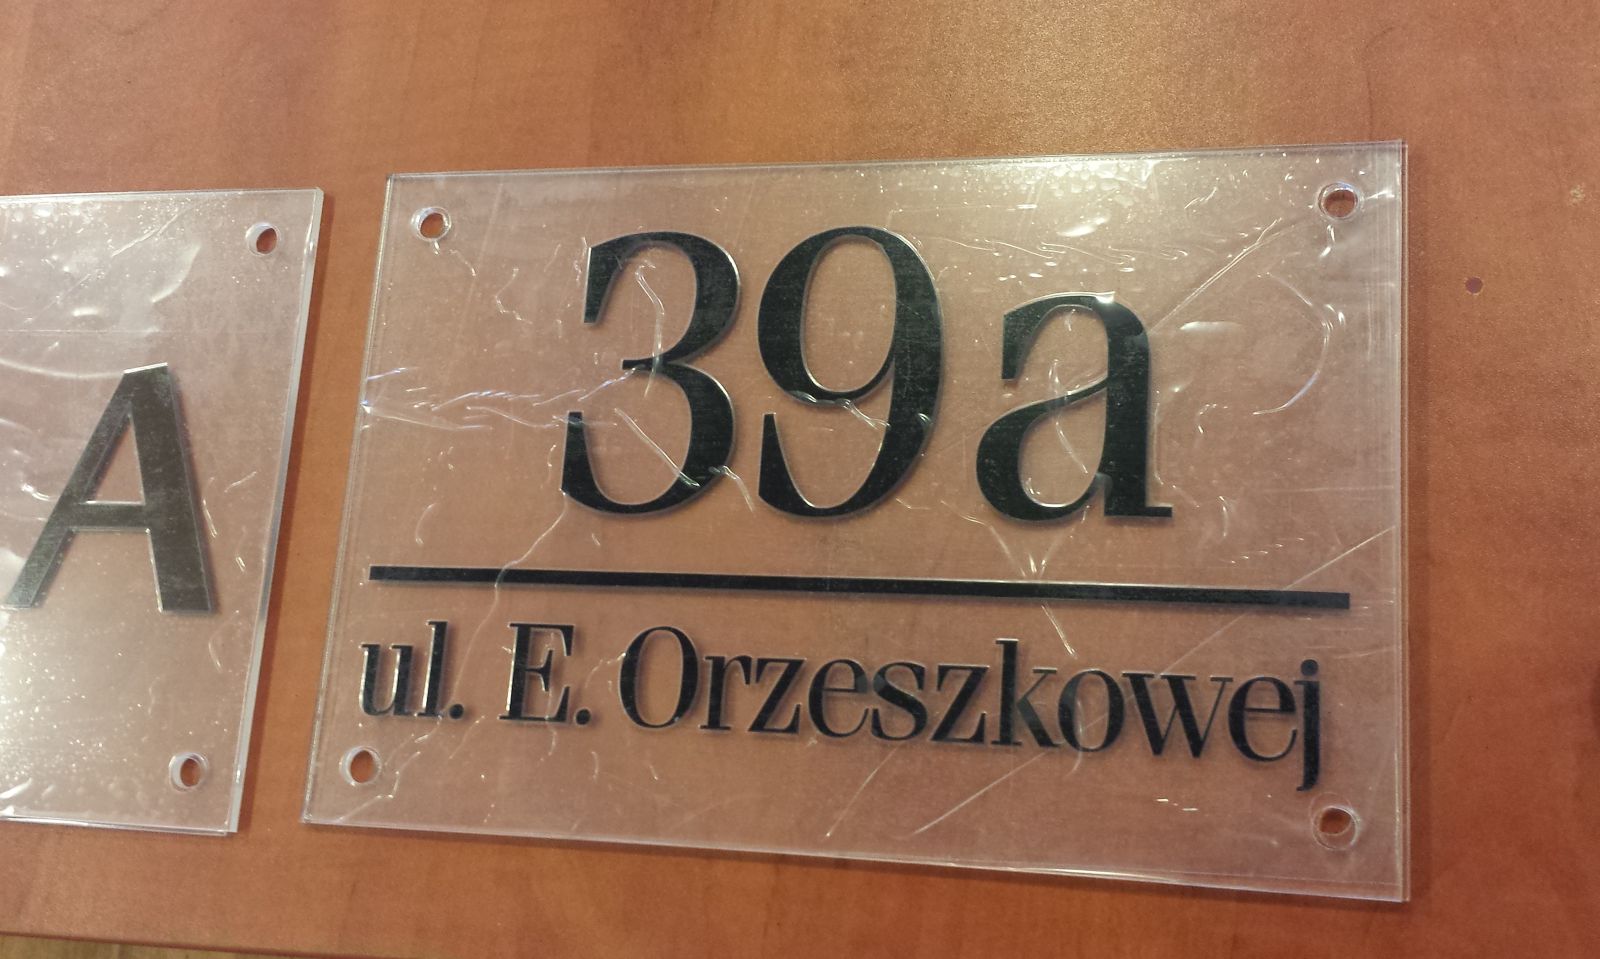 A
39a
ul. E. Orzeszkowej